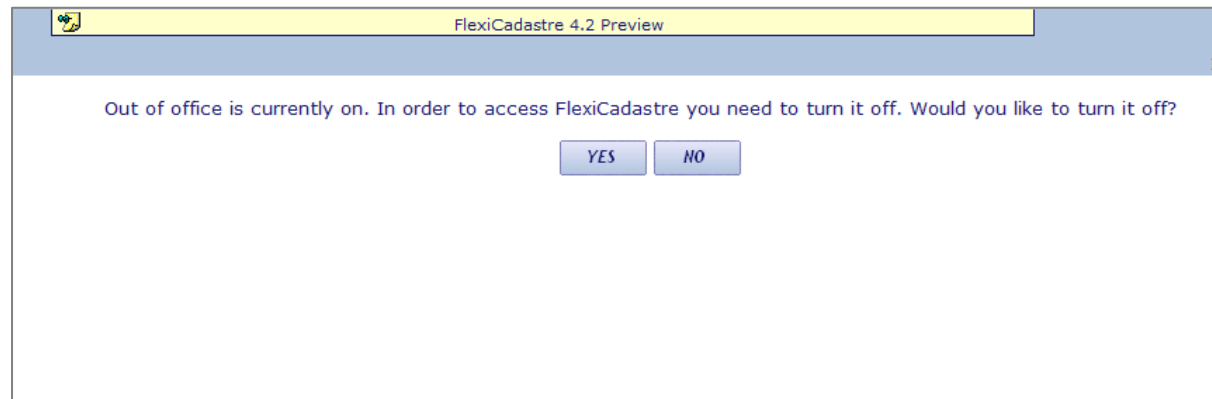 FlexiCadastre 4.2 Preview
Out of office is currently on. In order to access FlexiCadastre you need to turn it off. Would you like to turn it off?
YES NO